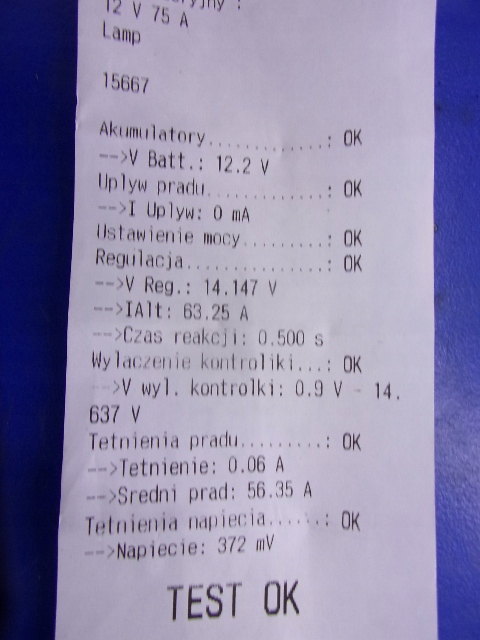 12 V 75 A
Lamp
15667
Akumulatory............: OK
-->V Batt.: 12.2 V
Uplyw pradu............: OK
-->I Uplyw: 0 mA
Ustawienie mocy........: OK
Regulacja..............: OK
-->V Reg.: 14.147 V
-->IAlt: 63.25 A
-->Czas reakcji: 0.500 s
Wylaczenie kontroliki...: OK
-->V wyl. kontrolki: 0.9 V - 14.
637 V
Tetnienia pradu........: OK
-->Tetnienie: 0.06 A
-->Sredni prad: 56.35 A
Tetnienia napiecia......: OK
-->Napiecie: 372 mV
TEST OK